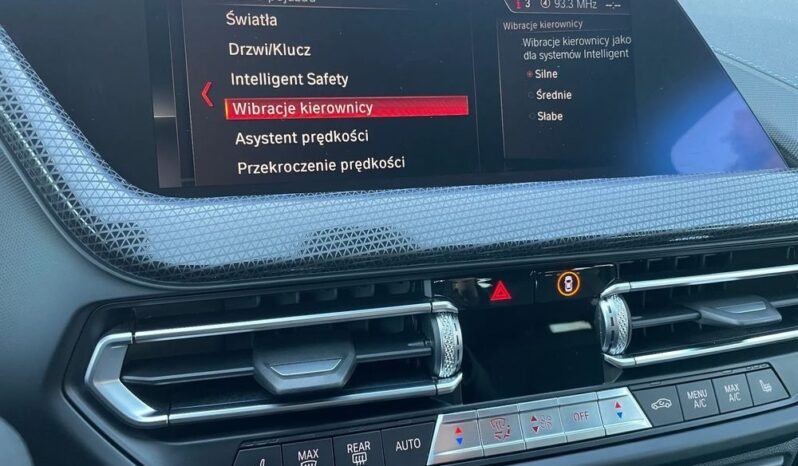 3 4 93.3 MHz --:--
Światła
Drzwi/Klucz
Intelligent Safety
Wibracje kierownicy
Asystent prędkości
Przekroczenie prędkości
Wibracje kierownicy
Wibracje kierownicy jako
dla systemów Intelligent
Silne
Średnie
Słabe
MAX
REAR
AUTO
OFF
MENU
A/C
MAX
A/C